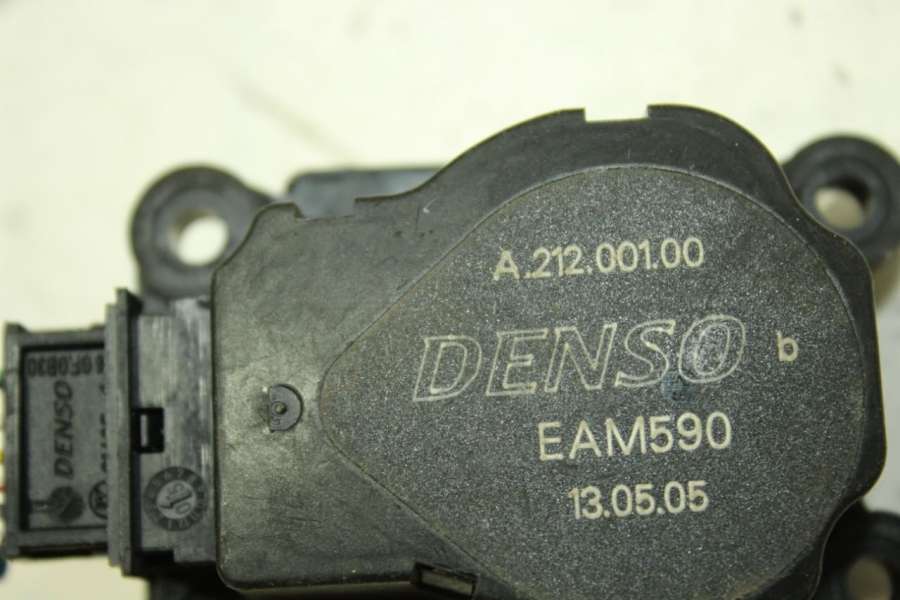 A.212.001.00
DENSO
b
EAM590
13.05.05
DENSO